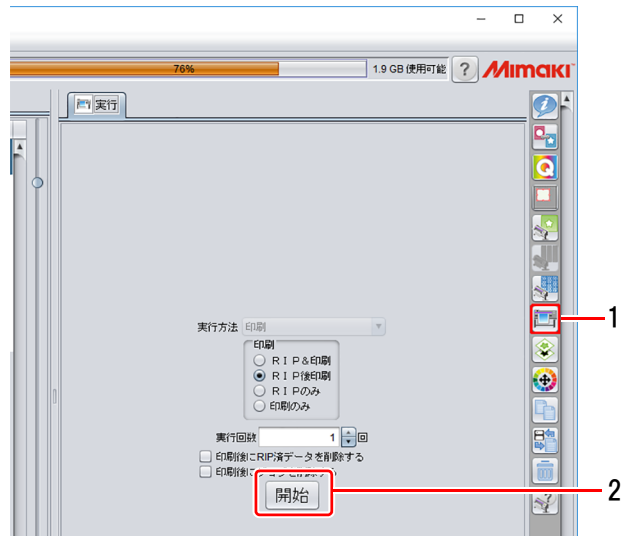 76%
1.9 GB 使用可能
?
Mimaki
実行
1
実行方法 印刷
印刷
ＲＩＰ&印刷
ＲＩＰ後印刷
ＲＩＰのみ
印刷のみ
実行回数 1 回
印刷後にRIP済データを削除する
印刷後に
開始
2